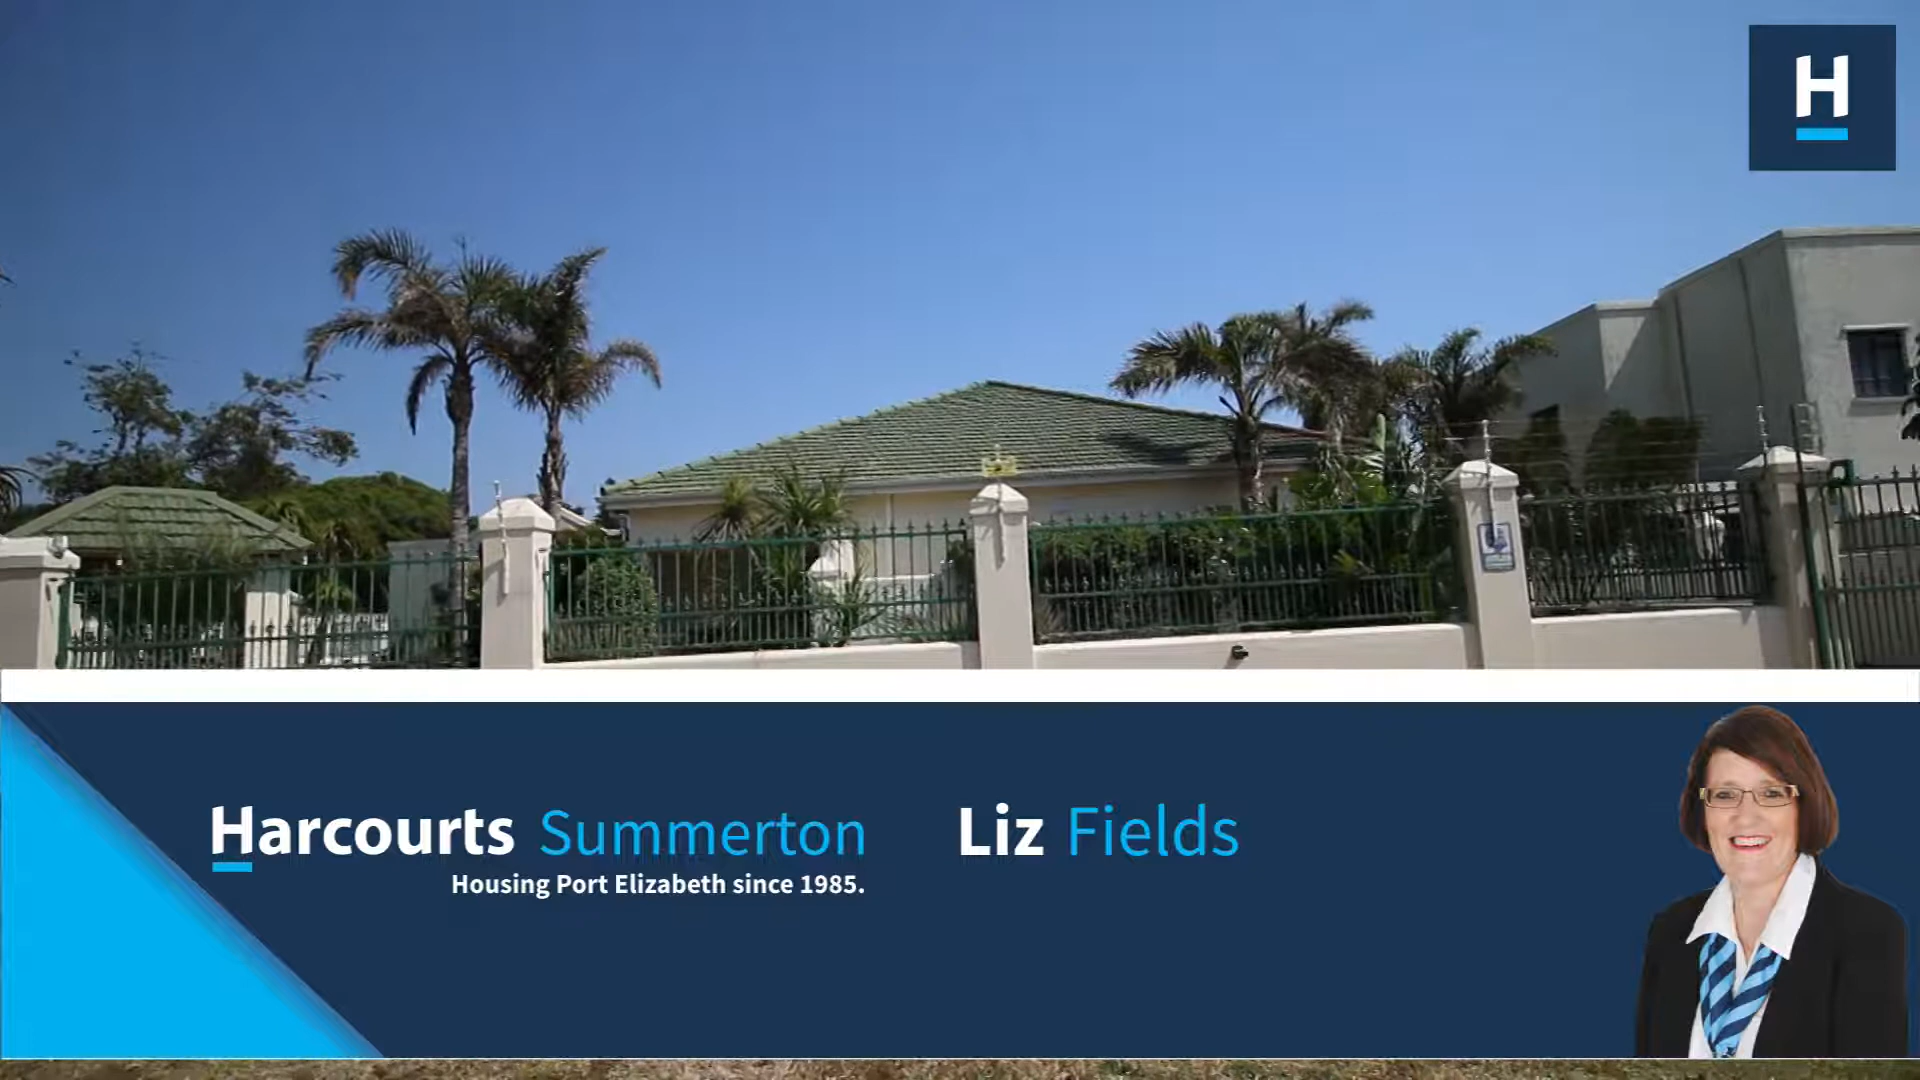 H
Harcourts Summerton
Housing Port Elizabeth since 1985.
Liz Fields